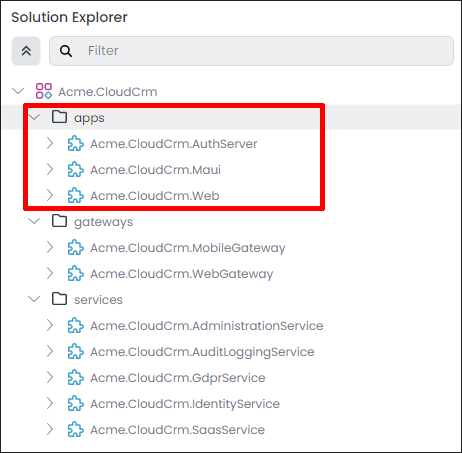 Solution Explorer
Filter
Acme.CloudCrm
apps
Acme.CloudCrm.AuthServer
Acme.CloudCrm.Maui
Acme.CloudCrm.Web
gateways
Acme.CloudCrm.MobileGateway
Acme.CloudCrm.WebGateway
services
Acme.CloudCrm.AdministrationService
Acme.CloudCrm.AuditLoggingService
Acme.CloudCrm.GdprService
Acme.CloudCrm.IdentityService
Acme.CloudCrm.SaasService